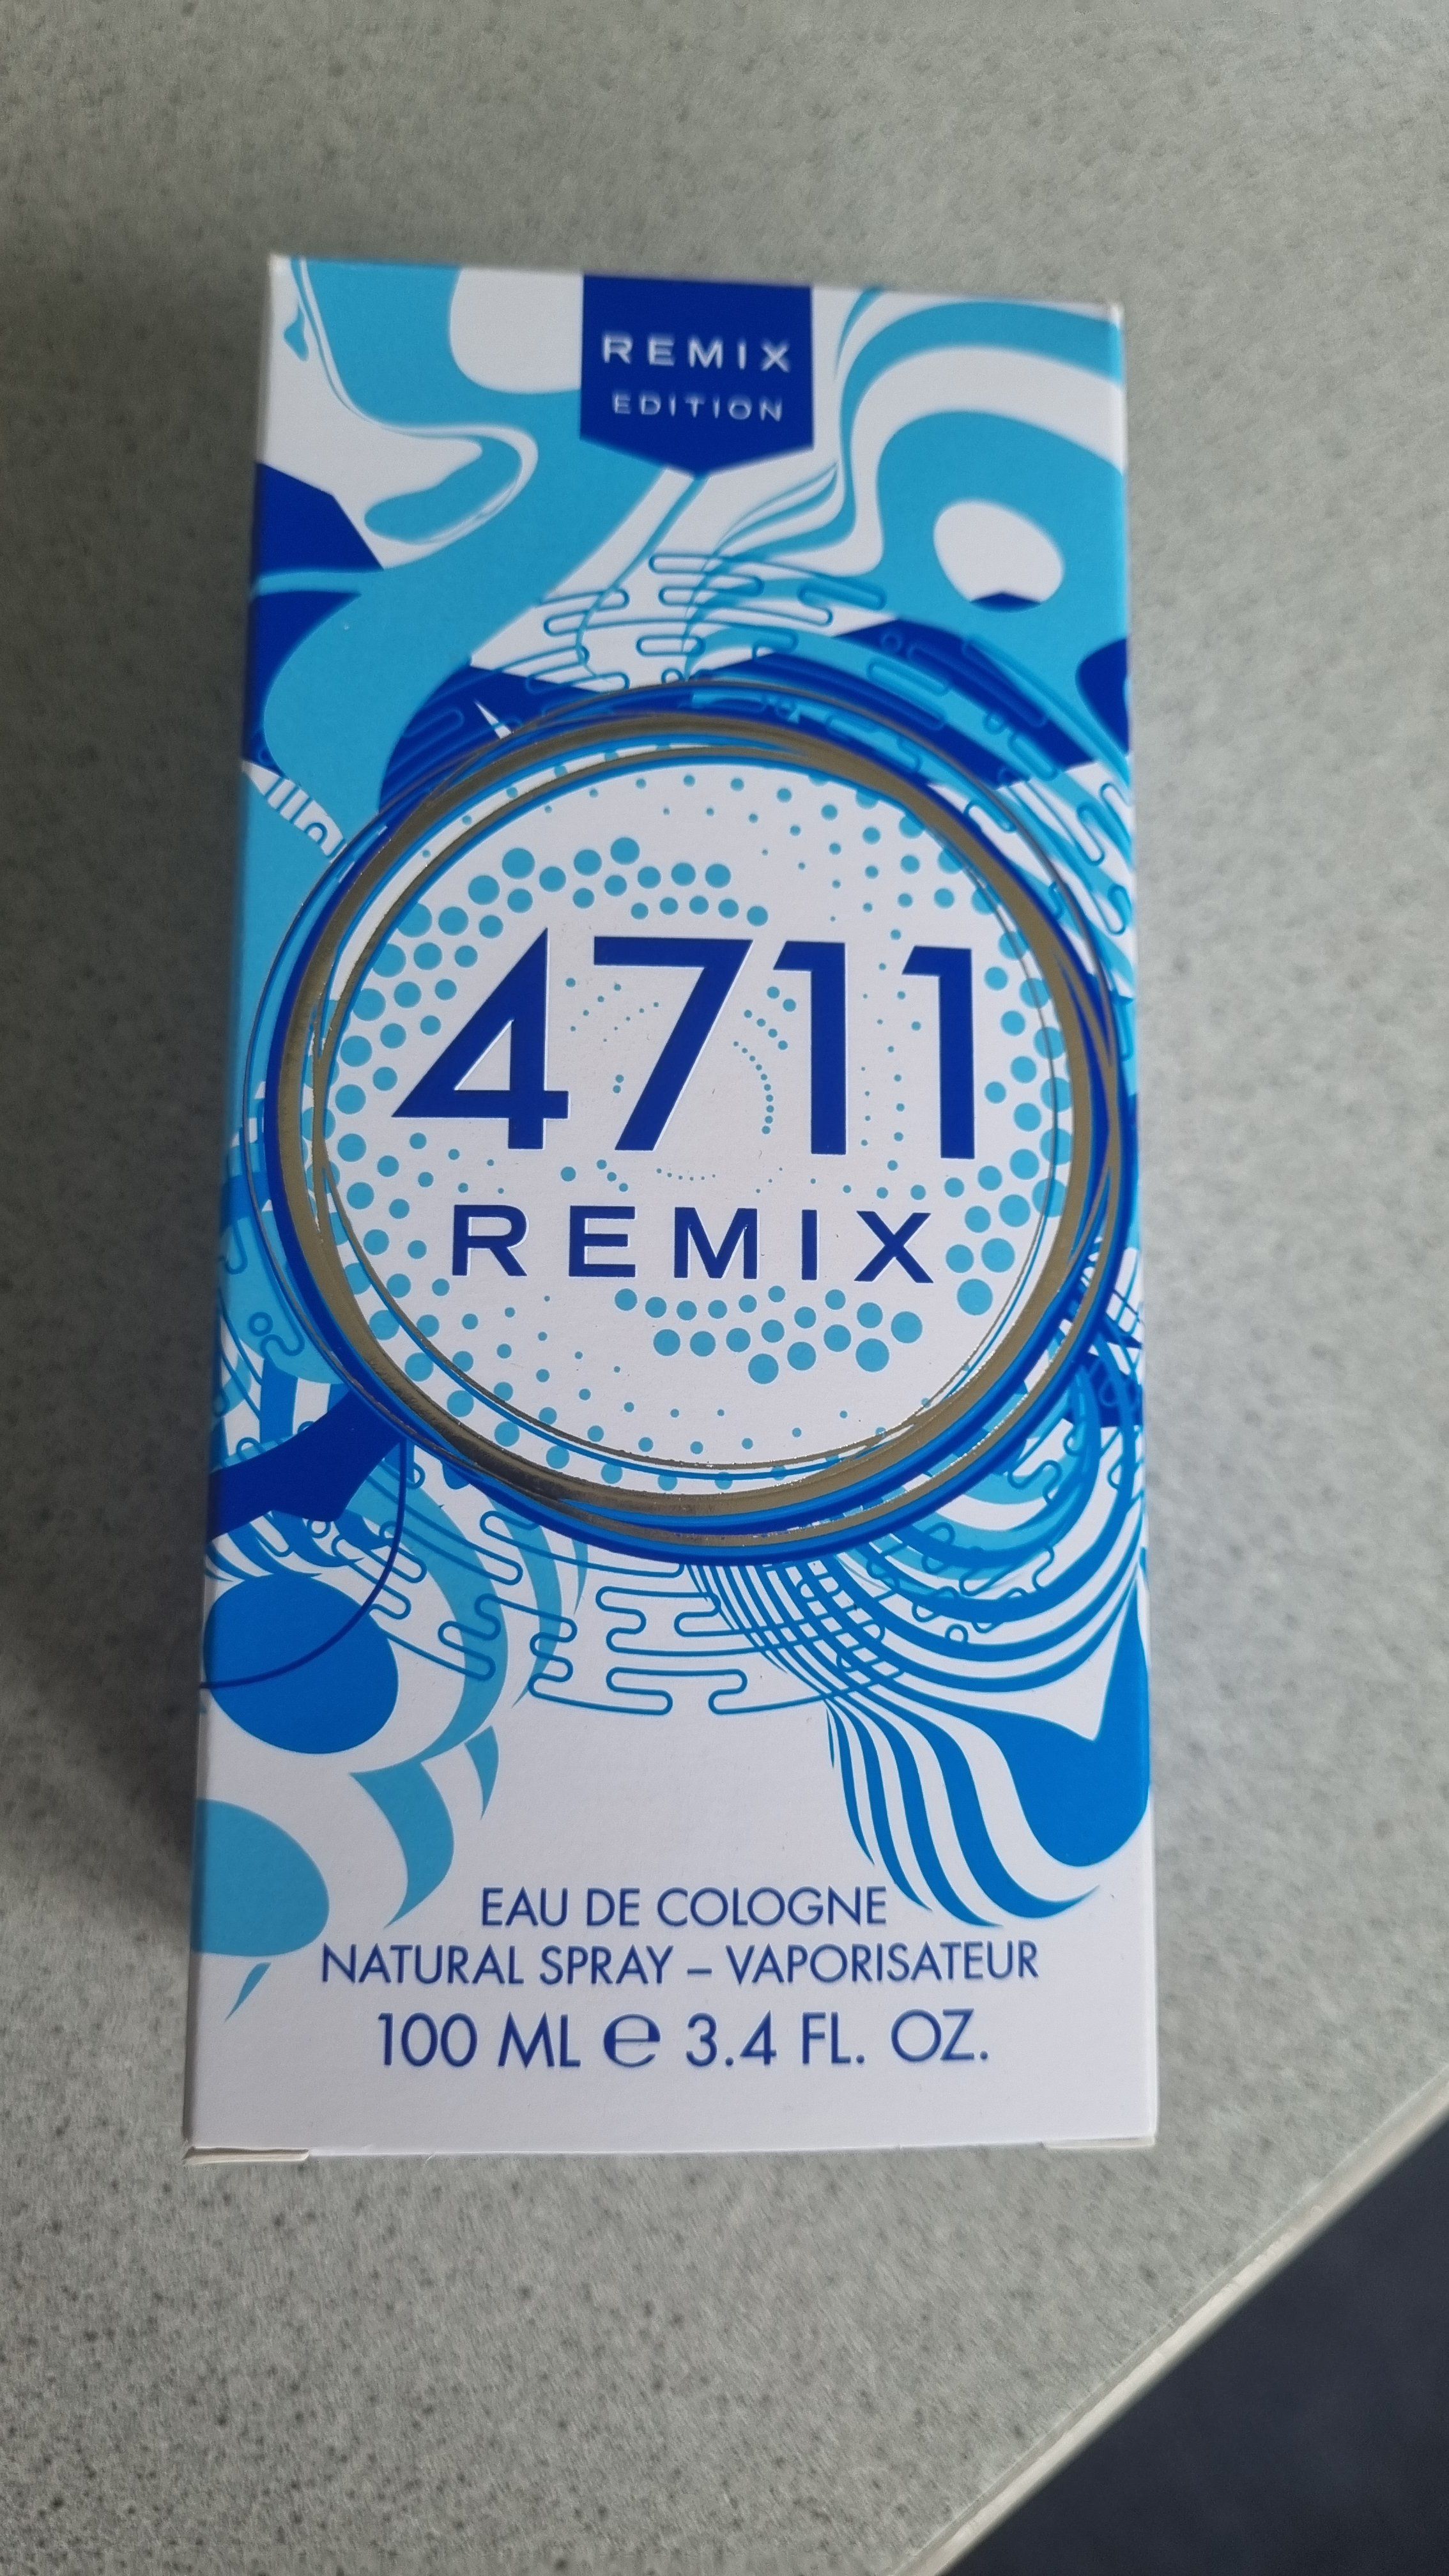 REMIX
EDITION
4711
REMIX
EAU DE COLOGNE
NATURAL SPRAY – VAPORISATEUR
100 ML ℮ 3.4 FL. OZ.